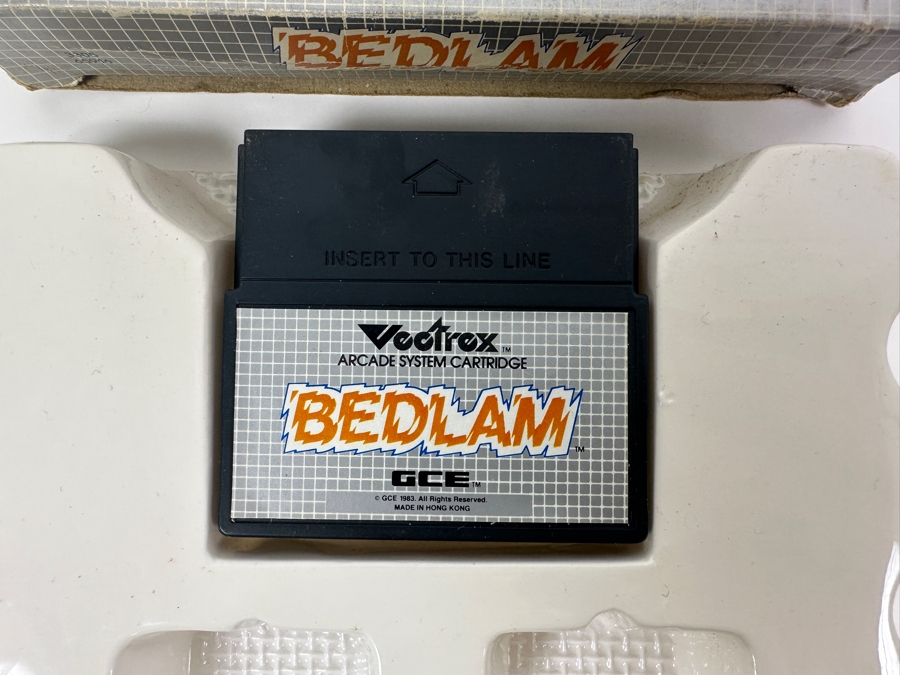 BEDLAM
INSERT TO THIS LINE
Vectrex™
ARCADE SYSTEM CARTRIDGE
BEDLAM™
GCE™
© GCE 1983. All Rights Reserved.
MADE IN HONG KONG